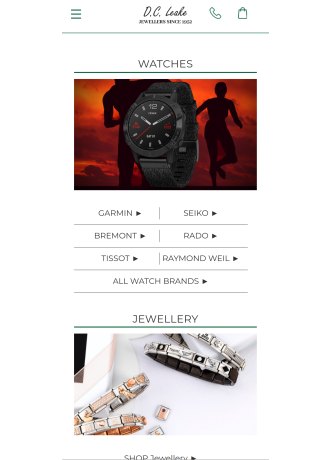 D.C. Leake
JEWELLERS SINCE 1952
WATCHES
GARMIN ►
SEIKO ►
BREMONT ►
RADO ►
TISSOT ►
RAYMOND WEIL ►
ALL WATCH BRANDS ►
JEWELLERY
SHOP Jewellery ►